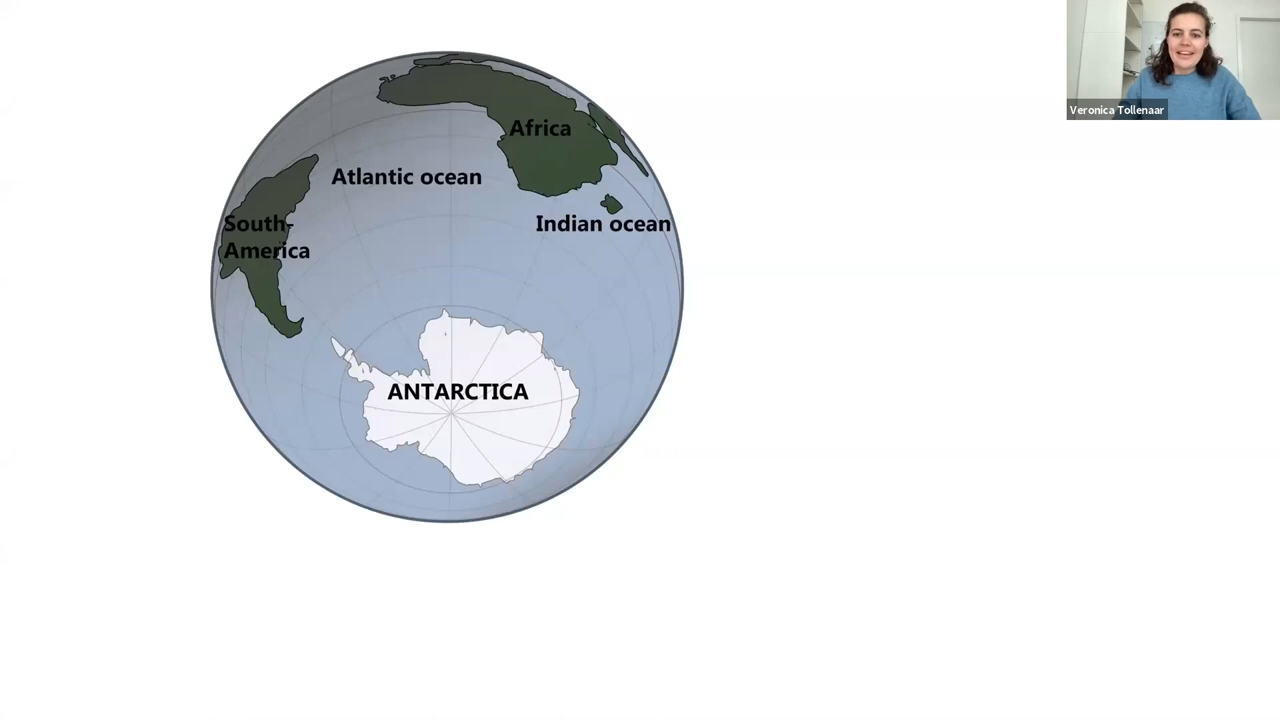 Veronica Tollenaar
Africa
Atlantic ocean
South-
America
Indian ocean
ANTARCTICA